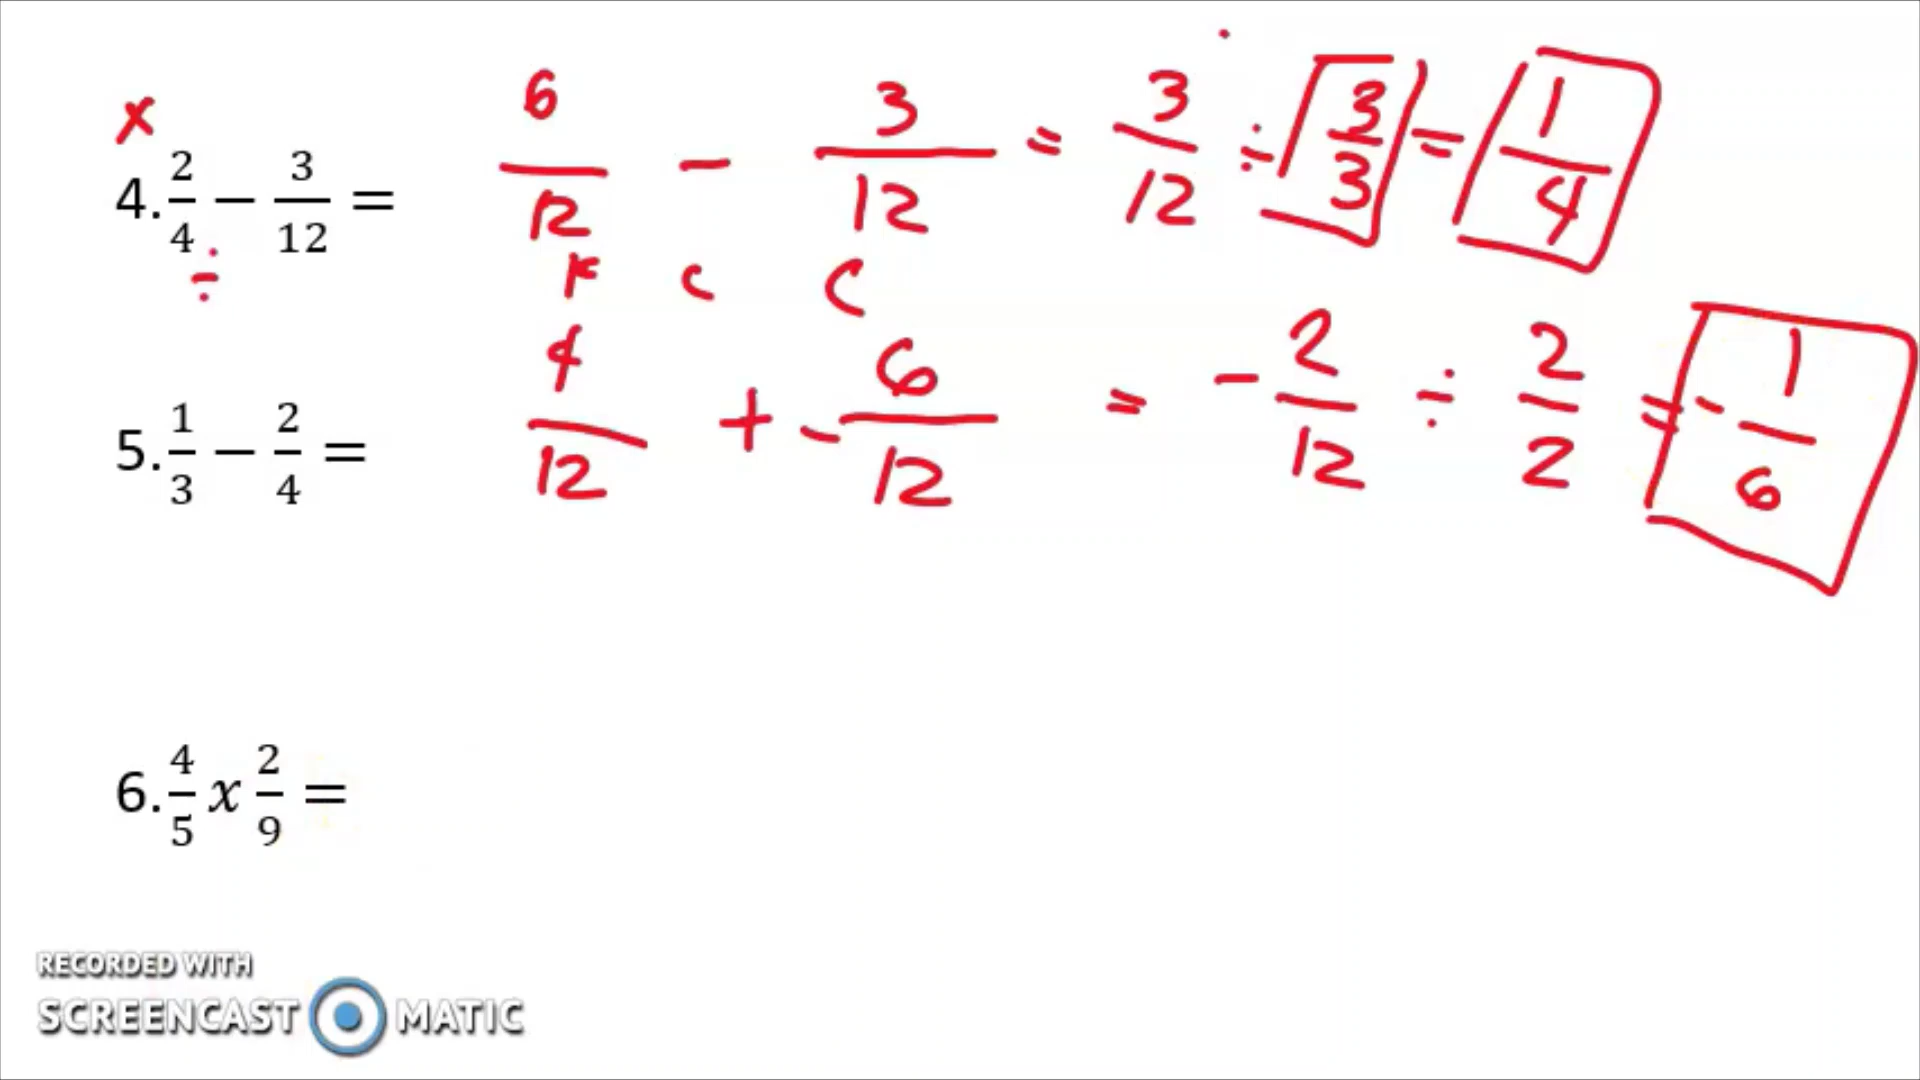 x
4. 2/4 − 3/12 = 6/12 - 3/12 = 3/12 ÷ 3/3 = 1/4
÷
K C C
5. 1/3 − 2/4 = 4/12 + -6/12 = -2/12 ÷ 2/2 = -1/6
6. 4/5 x 2/9 =
RECORDED WITH
SCREENCAST MATIC